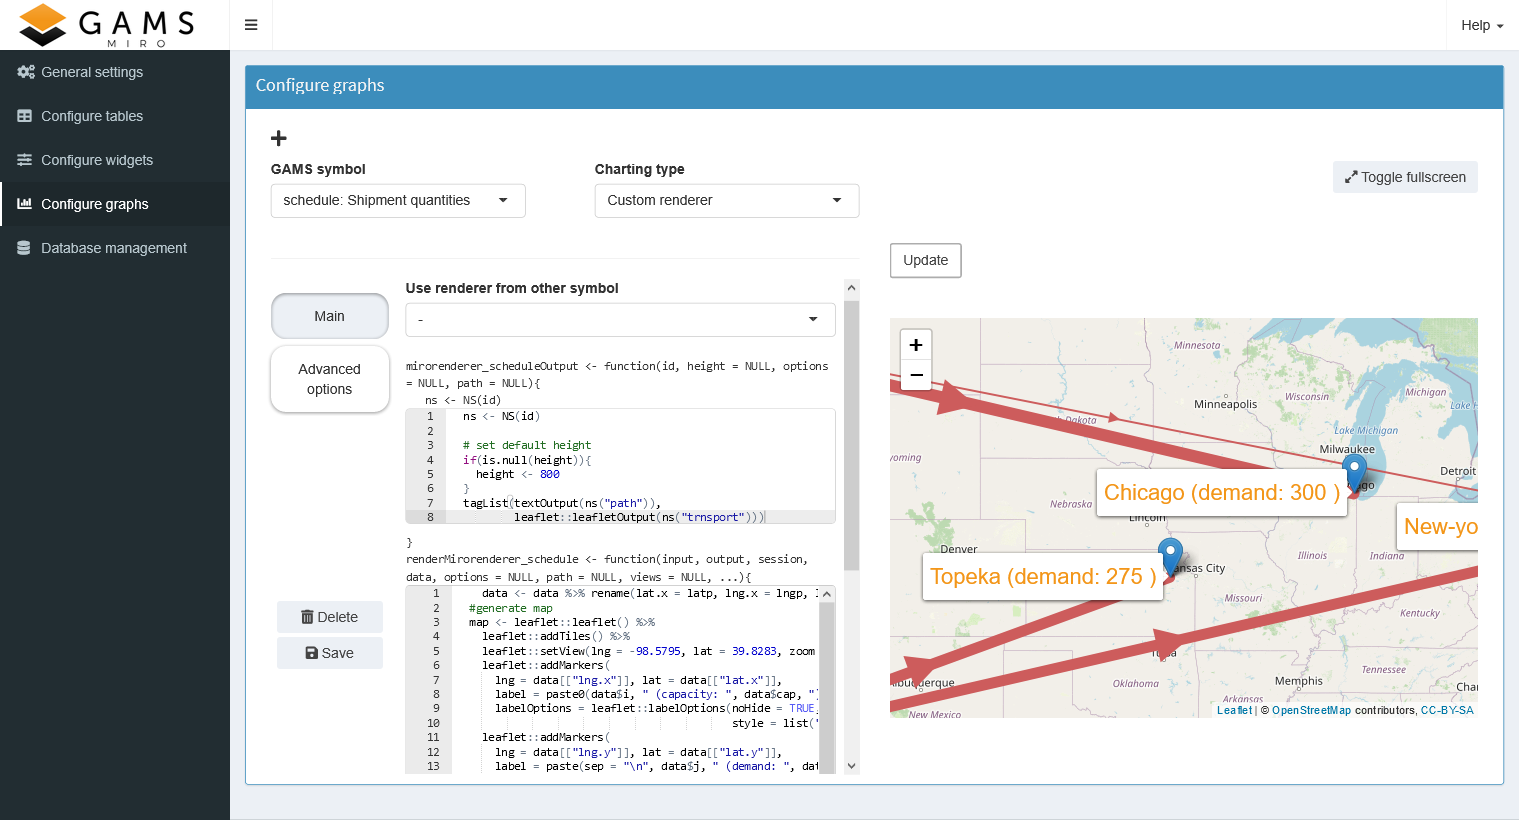 GAMS
MIRO
Help
General settings
Configure tables
Configure widgets
Configure graphs
Database management
Configure graphs
GAMS symbol
schedule: Shipment quantities
Charting type
Custom renderer
Toggle fullscreen
Update
Main
Advanced
options
Delete
Save
Use renderer from other symbol
-
mirorenderer_scheduleOutput <- function(id, height = NULL, options
= NULL, path = NULL){
ns <- NS(id)
1 ns <- NS(id)
2
3 # set default height
4 if(is.null(height)){
5 height <- 800
6 }
7 tagList(textOutput(ns("path")),
8 leaflet::leafletOutput(ns("trnsport")))
}
renderMirorenderer_schedule <- function(input, output, session,
data, options = NULL, path = NULL, views = NULL, ...){
1 data <- data %>% rename(lat.x = latp, lng.x = lngp, l
2 #generate map
3 map <- leaflet::leaflet() %>%
4 leaflet::addTiles() %>%
5 leaflet::setView(lng = -98.5795, lat = 39.8283, zoom
6 leaflet::addMarkers(
7 lng = data[["lng.x"]], lat = data[["lat.x"]],
8 label = paste0(data$i, " (capacity: ", data$cap, ")
9 labelOptions = leaflet::labelOptions(noHide = TRUE,
10 style = list("
11 leaflet::addMarkers(
12 lng = data[["lng.y"]], lat = data[["lat.y"]],
13 label = paste(sep = "\n", data$j, " (demand: ", dat
+
−
Minnesota
Michigan
Wisconsin
Minneapolis
Michigan
Lake H
h Dakota
Lake Michigan
yoming
Milwaukee
Detroit
Chicago (demand: 300 )
ago
Nebraska
Lincoln
New-yo
Denver
Illinois
Indiana
Topeka (demand: 275 )
ansas City
Missouri
Kentucky
Tulsa
Tennessee
Albuquerque
Oklahoma
Memphis
Char
Arkansas
New Mexico
Leaflet | © OpenStreetMap contributors, CC-BY-SA